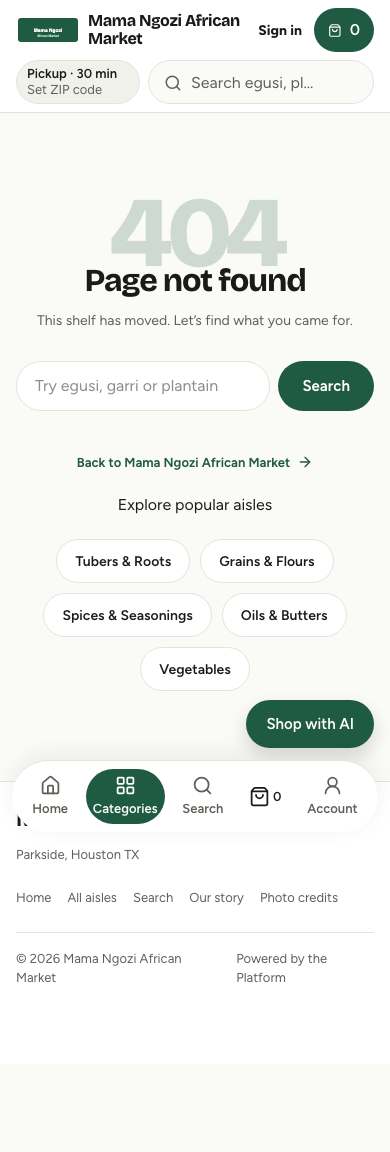 Mama Ngozi
African Market
Mama Ngozi African
Market
Sign in
0
Pickup · 30 min
Set ZIP code
Search egusi, pl...
404
Page not found
This shelf has moved. Let’s find what you came for.
Try egusi, garri or plantain
Search
Back to Mama Ngozi African Market
Explore popular aisles
Tubers & Roots
Grains & Flours
Spices & Seasonings
Oils & Butters
Vegetables
Shop with AI
Home
Categories
Search
0
Account
Parkside, Houston TX
Home
All aisles
Search
Our story
Photo credits
© 2026 Mama Ngozi African
Market
Powered by the
Platform